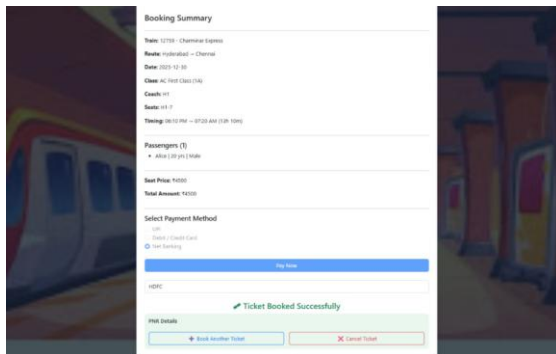 Booking Summary
Train: 12759 - Charminar Express
Route: Hyderabad → Chennai
Date: 2025-12-30
Class: AC First Class (1A)
Coach: H1
Seats: H1-7
Timing: 06:10 PM → 07:20 AM (13h 10m)
Passengers (1)
Alice | 30 yrs | Male
Seat Price: ₹4500
Total Amount: ₹4500
Select Payment Method
UPI
Debit / Credit Card
Net Banking
Pay Now
HDFC
Ticket Booked Successfully
PNR Details
Book Another Ticket
Cancel Ticket